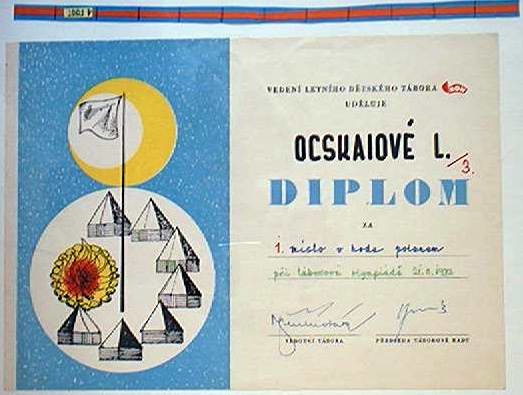 VEDENÍ LETNÍHO DĚTSKÉHO TÁBORA
UDĚLUJE
OCSKAIOVÉ L./3.
DIPLOM
ZA
1. místo v hodu
při táborové olympiádě
VEDOUCÍ TÁBORA
PŘEDSEDA TÁBOROVÉ RADY